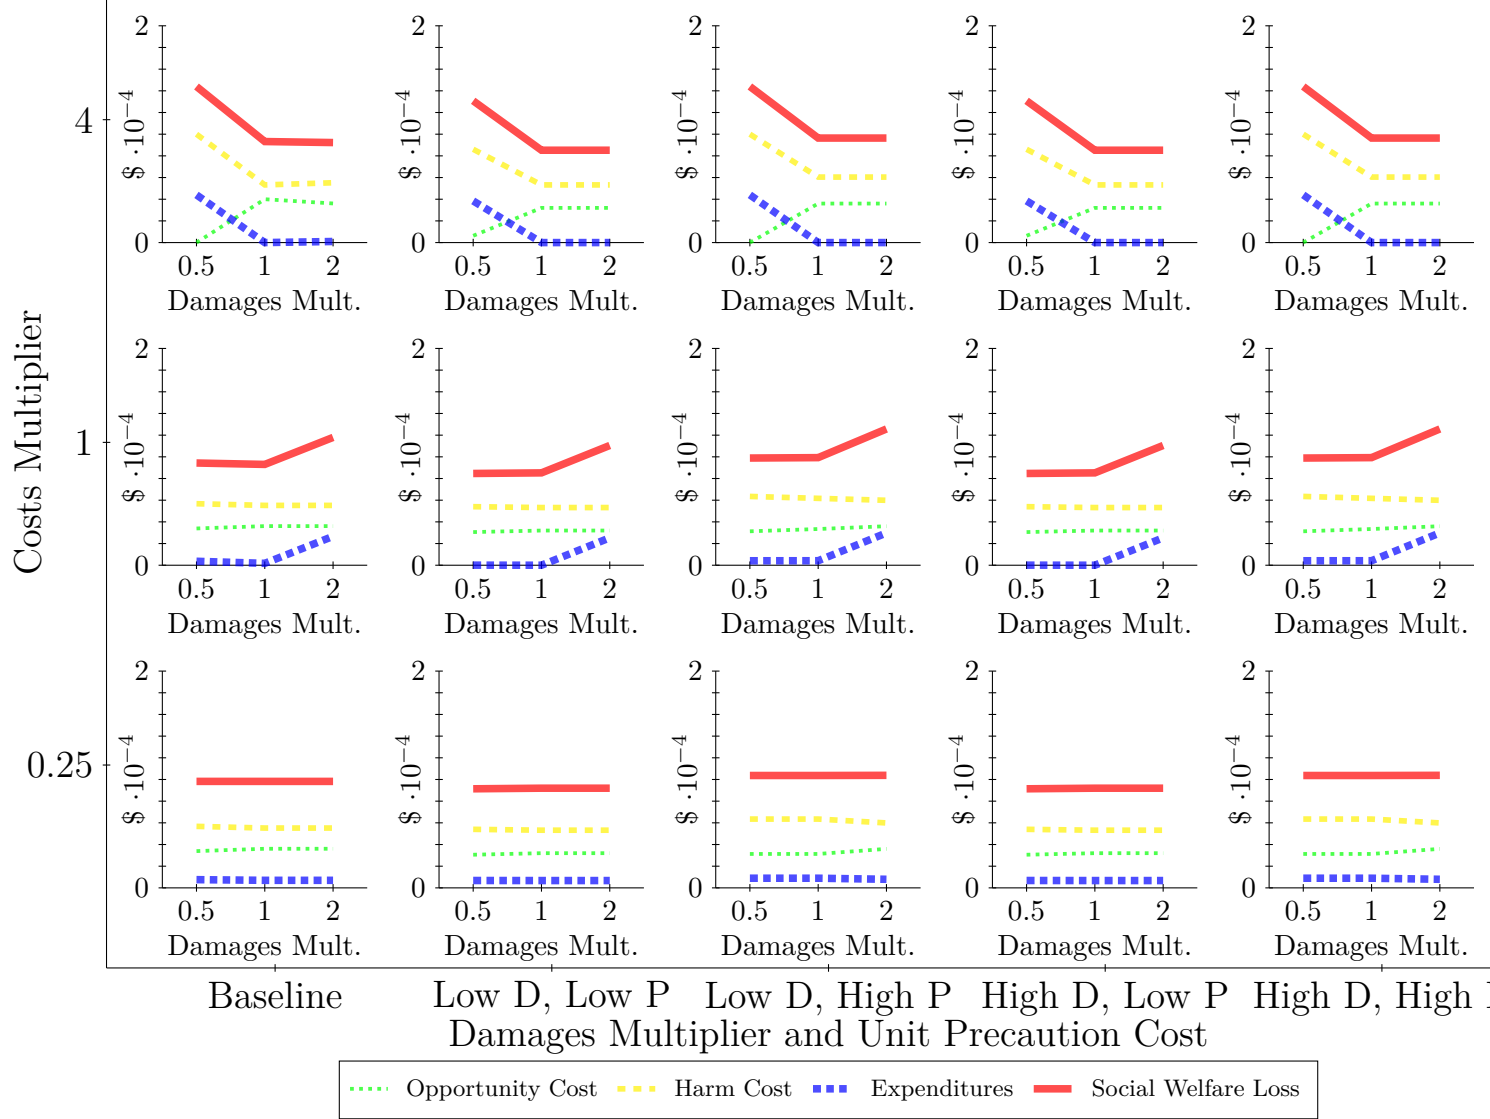 2 2 2 2 2
$ ·10−4 $ ·10−4 $ ·10−4 $ ·10−4 $ ·10−4
4
0 0 0 0 0
0.5 1 2 0.5 1 2 0.5 1 2 0.5 1 2 0.5 1 2
Damages Mult. Damages Mult. Damages Mult. Damages Mult. Damages Mult.
Costs Multiplier
2 2 2 2 2
$ ·10−4 $ ·10−4 $ ·10−4 $ ·10−4 $ ·10−4
1
0 0 0 0 0
0.5 1 2 0.5 1 2 0.5 1 2 0.5 1 2 0.5 1 2
Damages Mult. Damages Mult. Damages Mult. Damages Mult. Damages Mult.
2 2 2 2 2
$ ·10−4 $ ·10−4 $ ·10−4 $ ·10−4 $ ·10−4
0.25
0 0 0 0 0
0.5 1 2 0.5 1 2 0.5 1 2 0.5 1 2 0.5 1 2
Damages Mult. Damages Mult. Damages Mult. Damages Mult. Damages Mult.
Baseline Low D, Low P Low D, High P High D, Low P High D, High
Damages Multiplier and Unit Precaution Cost
Opportunity Cost Harm Cost Expenditures Social Welfare Loss